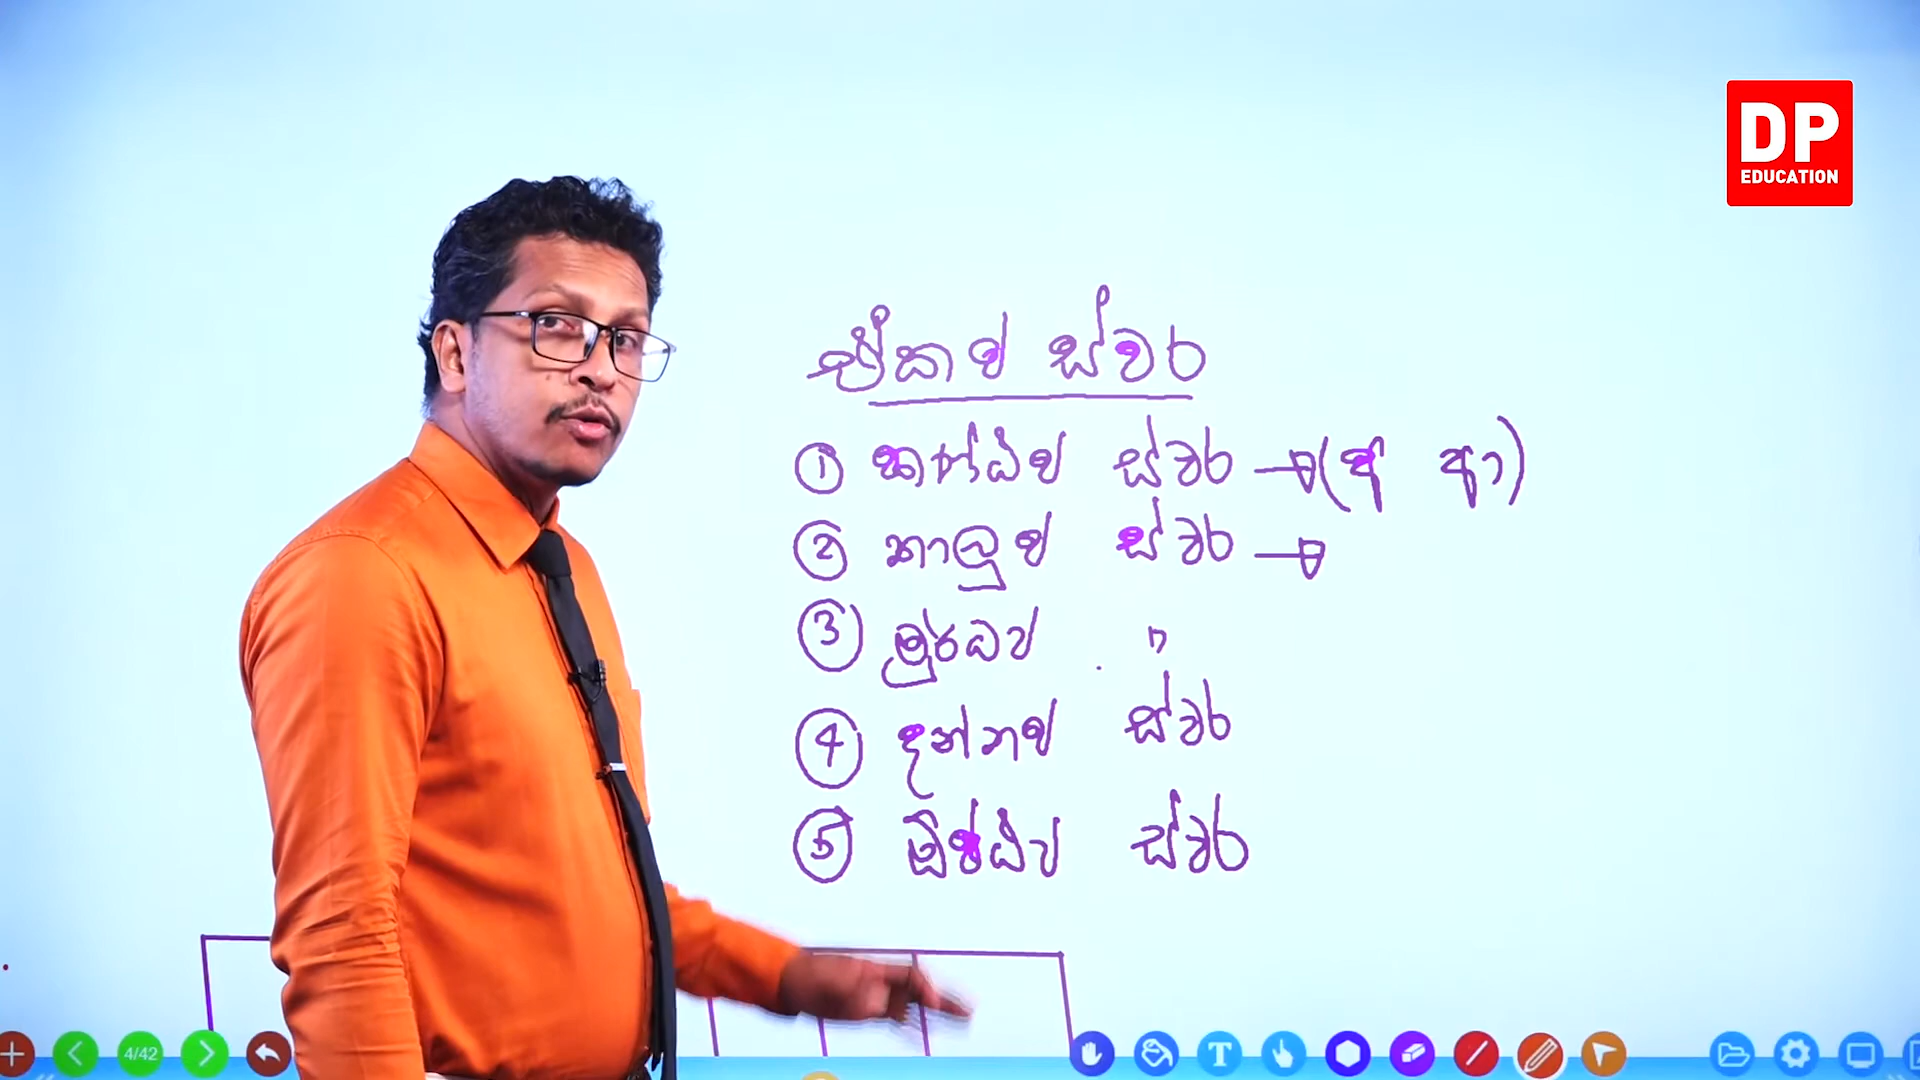 DP
EDUCATION
ඒකජ ස්වර
① කණ්ඨජ ස්වර → (අ ආ)
② තාලුජ ස්වර →
③ මූර්ධජ "
④ දන්තජ ස්වර
⑤ ඕෂ්ඨජ ස්වර
4/42
T